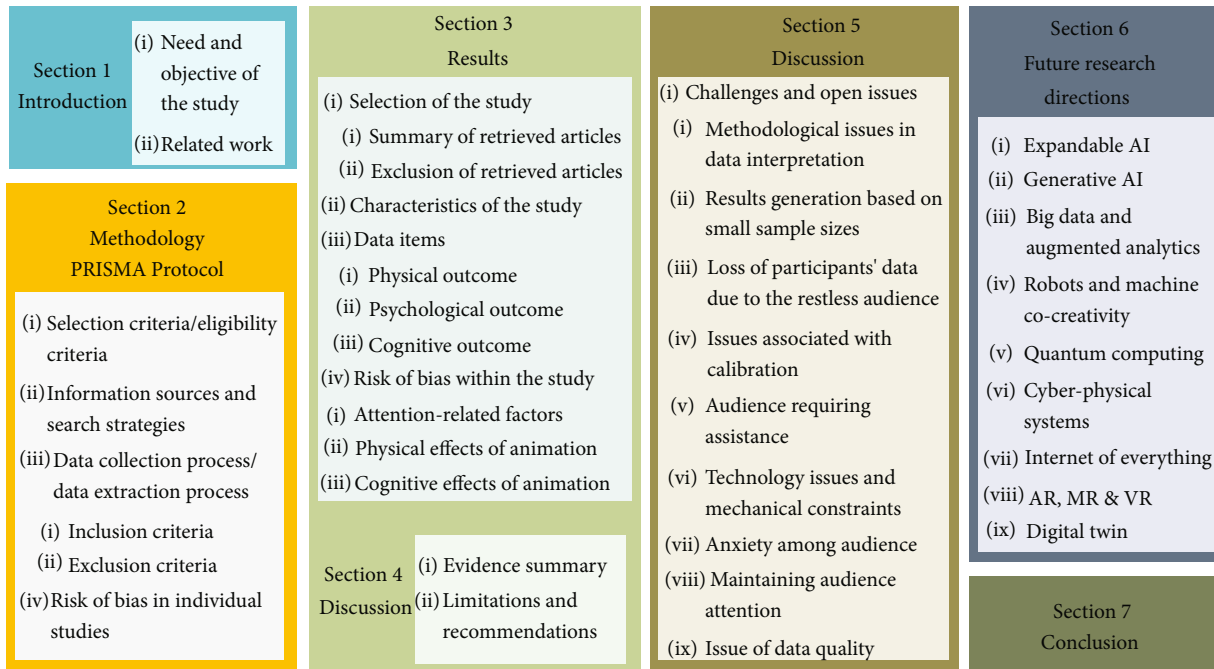 Section 1
Introduction
(i) Need and
objective of
the study
(ii) Related work
Section 2
Methodology
PRISMA Protocol
(i) Selection criteria/eligibility
criteria
(ii) Information sources and
search strategies
(iii) Data collection process/
data extraction process
(i) Inclusion criteria
(ii) Exclusion criteria
(iv) Risk of bias in individual
studies
Section 3
Results
(i) Selection of the study
(i) Summary of retrieved articles
(ii) Exclusion of retrieved articles
(ii) Characteristics of the study
(iii) Data items
(i) Physical outcome
(ii) Psychological outcome
(iii) Cognitive outcome
(iv) Risk of bias within the study
(i) Attention-related factors
(ii) Physical effects of animation
(iii) Cognitive effects of animation
Section 4
Discussion
(i) Evidence summary
(ii) Limitations and
recommendations
Section 5
Discussion
(i) Challenges and open issues
(i) Methodological issues in
data interpretation
(ii) Results generation based on
small sample sizes
(iii) Loss of participants' data
due to the restless audience
(iv) Issues associated with
calibration
(v) Audience requiring
assistance
(vi) Technology issues and
mechanical constraints
(vii) Anxiety among audience
(viii) Maintaining audience
attention
(ix) Issue of data quality
Section 6
Future research
directions
(i) Expandable AI
(ii) Generative AI
(iii) Big data and
augmented analytics
(iv) Robots and machine
co-creativity
(v) Quantum computing
(vi) Cyber-physical
systems
(vii) Internet of everything
(viii) AR, MR & VR
(ix) Digital twin
Section 7
Conclusion